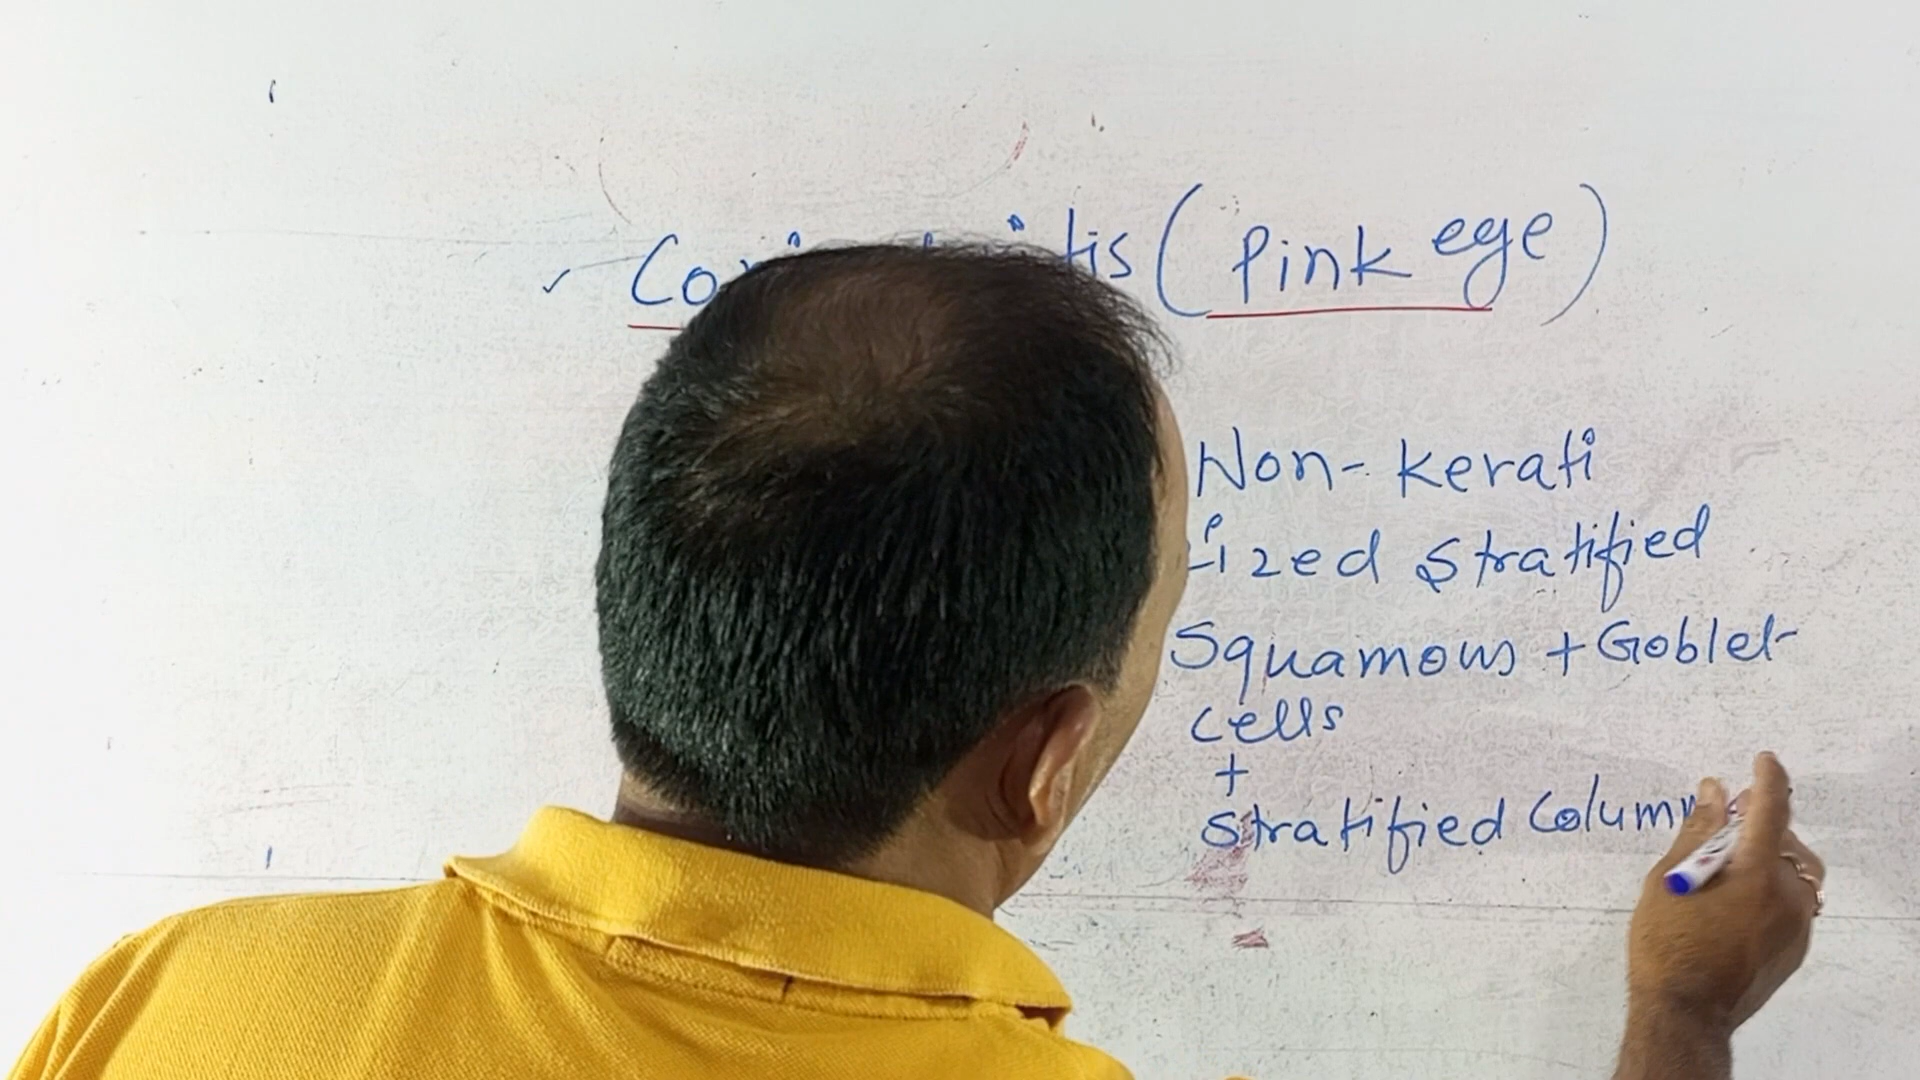 ✓ Co tis (Pink eye)
Non-kerati
ized stratified
Squamous + Goblet
cells
+
stratified Column